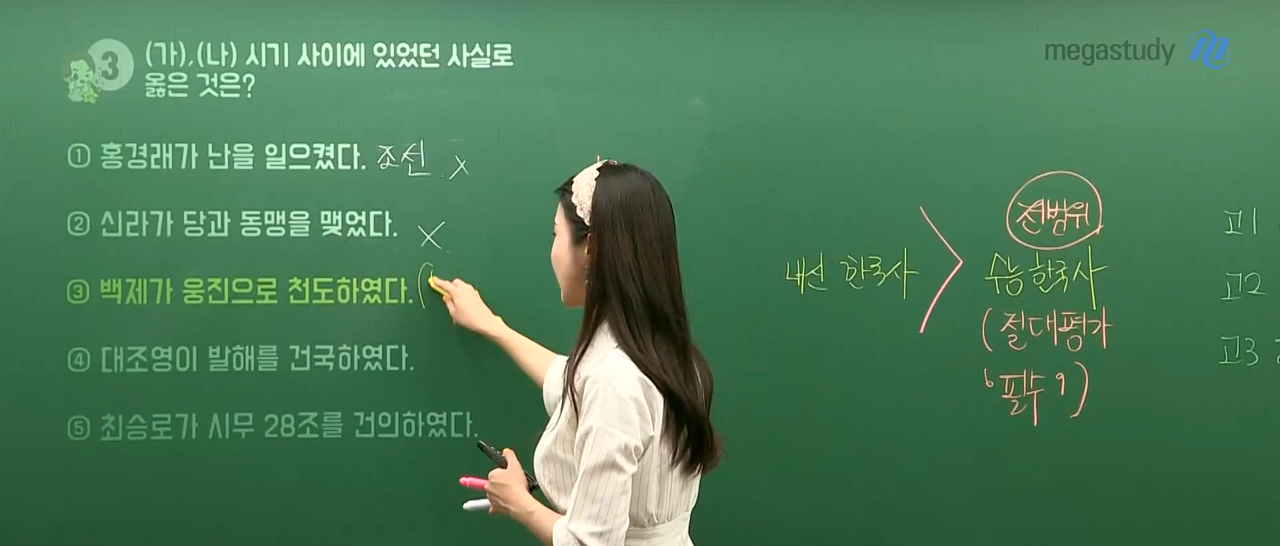 megastudy
3
(가),(나) 시기 사이에 있었던 사실로
옳은 것은?
① 홍경래가 난을 일으켰다. 조선. x
② 신라가 당과 동맹을 맺었다. X
③ 백제가 웅진으로 천도하였다. (
④ 대조영이 발해를 건국하였다.
⑤ 최승로가 시무 28조를 건의하였다.
내신 한국사
전범위
수능 한국사
(절대평가
'필수')
고1
고2
고3